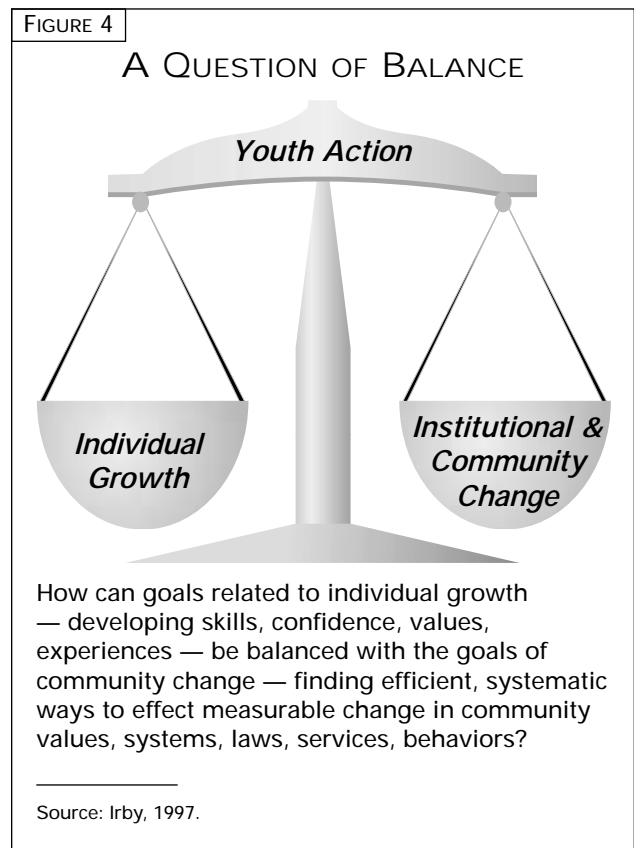 FIGURE 4
A QUESTION OF BALANCE
Youth Action
Individual
Growth
Institutional &
Community
Change
How can goals related to individual growth
— developing skills, confidence, values,
experiences — be balanced with the goals of
community change — finding efficient, systematic
ways to effect measurable change in community
values, systems, laws, services, behaviors?
Source: Irby, 1997.